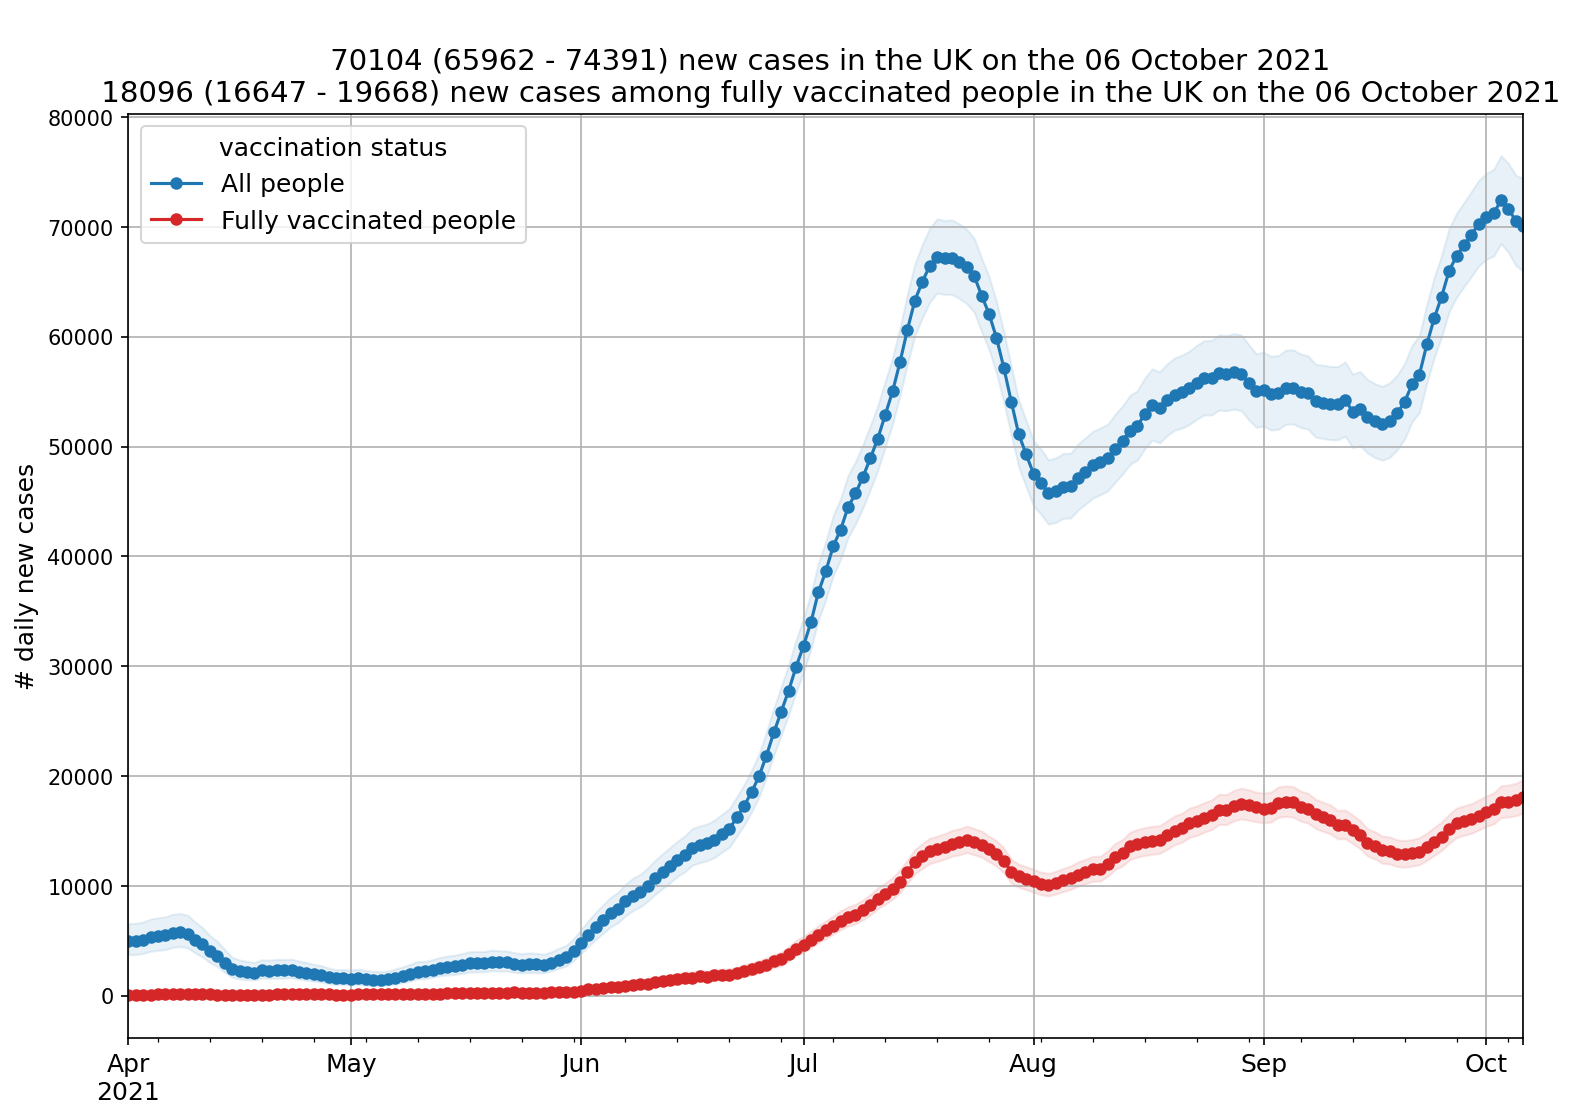 70104 (65962 - 74391) new cases in the UK on the 06 October 2021
18096 (16647 - 19668) new cases among fully vaccinated people in the UK on the 06 October 2021
80000
70000
60000
50000
40000
30000
20000
10000
0
# daily new cases
vaccination status
All people
Fully vaccinated people
Apr
2021
May
Jun
Jul
Aug
Sep
Oct